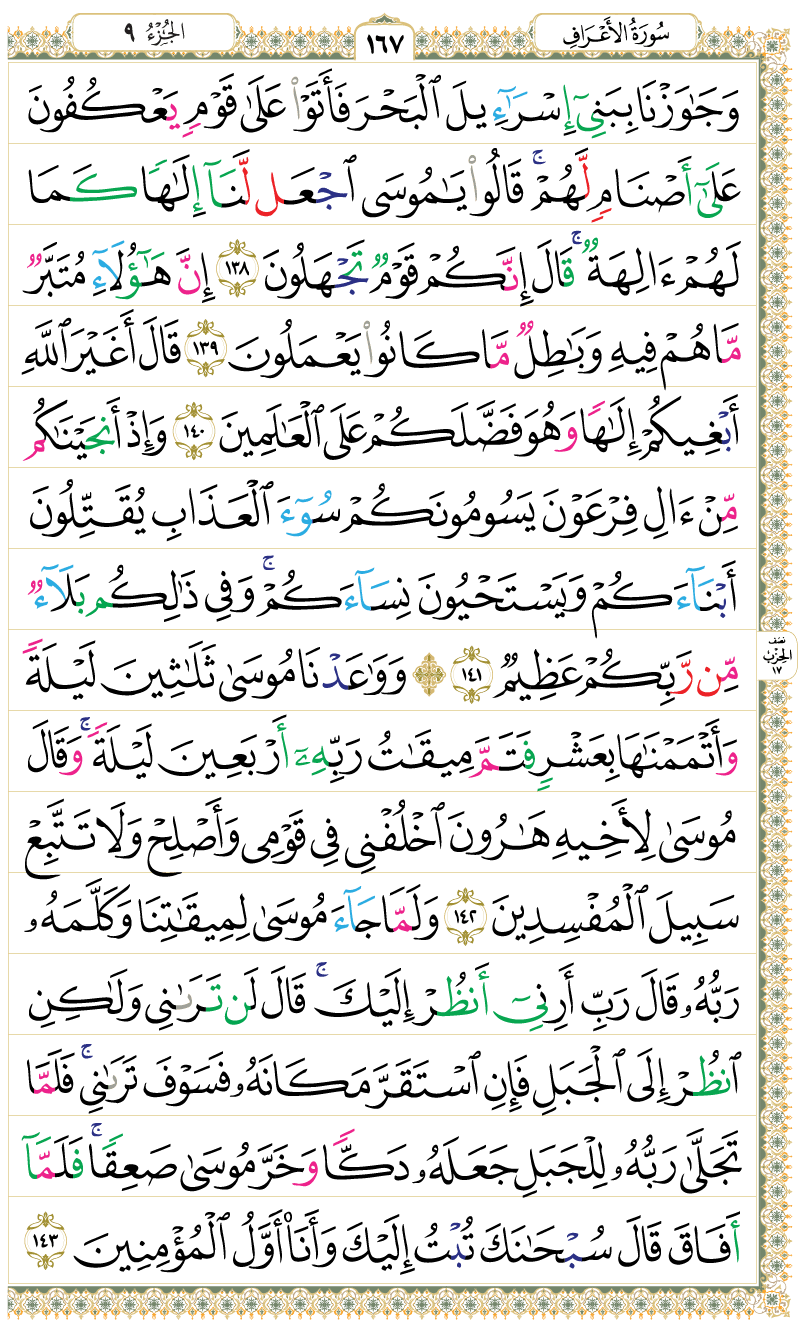 سُورَةُ الأَعْرَافِ ١٦٧ الجُزْءُ ٩
وَجَٰوَزْنَا بِبَنِيٓ إِسْرَٰٓءِيلَ ٱلْبَحْرَ فَأَتَوْا۟ عَلَىٰ قَوْمٍ يَعْكُفُونَ
عَلَىٰٓ أَصْنَامٍ لَّهُمْ ۚ قَالُوا۟ يَٰمُوسَى ٱجْعَل لَّنَآ إِلَٰهًا كَمَا
لَهُمْ ءَالِهَةٌ ۚ قَالَ إِنَّكُمْ قَوْمٌ تَجْهَلُونَ ١٣٨ إِنَّ هَٰٓؤُلَآءِ مُتَبَّرٌ
مَّا هُمْ فِيهِ وَبَٰطِلٌ مَّا كَانُوا۟ يَعْمَلُونَ ١٣٩ قَالَ أَغَيْرَ ٱللَّهِ
أَبْغِيكُمْ إِلَٰهًا وَهُوَ فَضَّلَكُمْ عَلَى ٱلْعَٰلَمِينَ ١٤٠ وَإِذْ أَنجَيْنَٰكُم
مِّنْ ءَالِ فِرْعَوْنَ يَسُومُونَكُمْ سُوٓءَ ٱلْعَذَابِ يُقَتِّلُونَ
أَبْنَآءَكُمْ وَيَسْتَحْيُونَ نِسَآءَكُمْ ۚ وَفِي ذَٰلِكُم بَلَآءٌ
مِّن رَّبِّكُمْ عَظِيمٌ ١٤١ ۞ وَوَٰعَدْنَا مُوسَىٰ ثَلَٰثِينَ لَيْلَةً
نصف الحزب ١٧
وَأَتْمَمْنَٰهَا بِعَشْرٍ فَتَمَّ مِيقَٰتُ رَبِّهِۦٓ أَرْبَعِينَ لَيْلَةً ۚ وَقَالَ
مُوسَىٰ لِأَخِيهِ هَٰرُونَ ٱخْلُفْنِي فِي قَوْمِي وَأَصْلِحْ وَلَا تَتَّبِعْ
سَبِيلَ ٱلْمُفْسِدِينَ ١٤٢ وَلَمَّا جَآءَ مُوسَىٰ لِمِيقَٰتِنَا وَكَلَّمَهُۥ
رَبُّهُۥ قَالَ رَبِّ أَرِنِيٓ أَنظُرْ إِلَيْكَ ۚ قَالَ لَن تَرَىٰنِي وَلَٰكِنِ
ٱنظُرْ إِلَى ٱلْجَبَلِ فَإِنِ ٱسْتَقَرَّ مَكَانَهُۥ فَسَوْفَ تَرَىٰنِي ۚ فَلَمَّا
تَجَلَّىٰ رَبُّهُۥ لِلْجَبَلِ جَعَلَهُۥ دَكًّا وَخَرَّ مُوسَىٰ صَعِقًا ۚ فَلَمَّآ
أَفَاقَ قَالَ سُبْحَٰنَكَ تُبْتُ إِلَيْكَ وَأَنَا۠ أَوَّلُ ٱلْمُؤْمِنِينَ ١٤٣